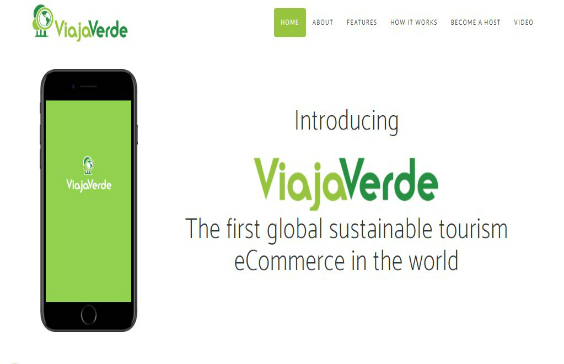 ViajaVerde
HOME ABOUT FEATURES HOW IT WORKS BECOME A HOST VIDEO
ViajaVerde
Introducing
ViajaVerde
The first global sustainable tourism
eCommerce in the world